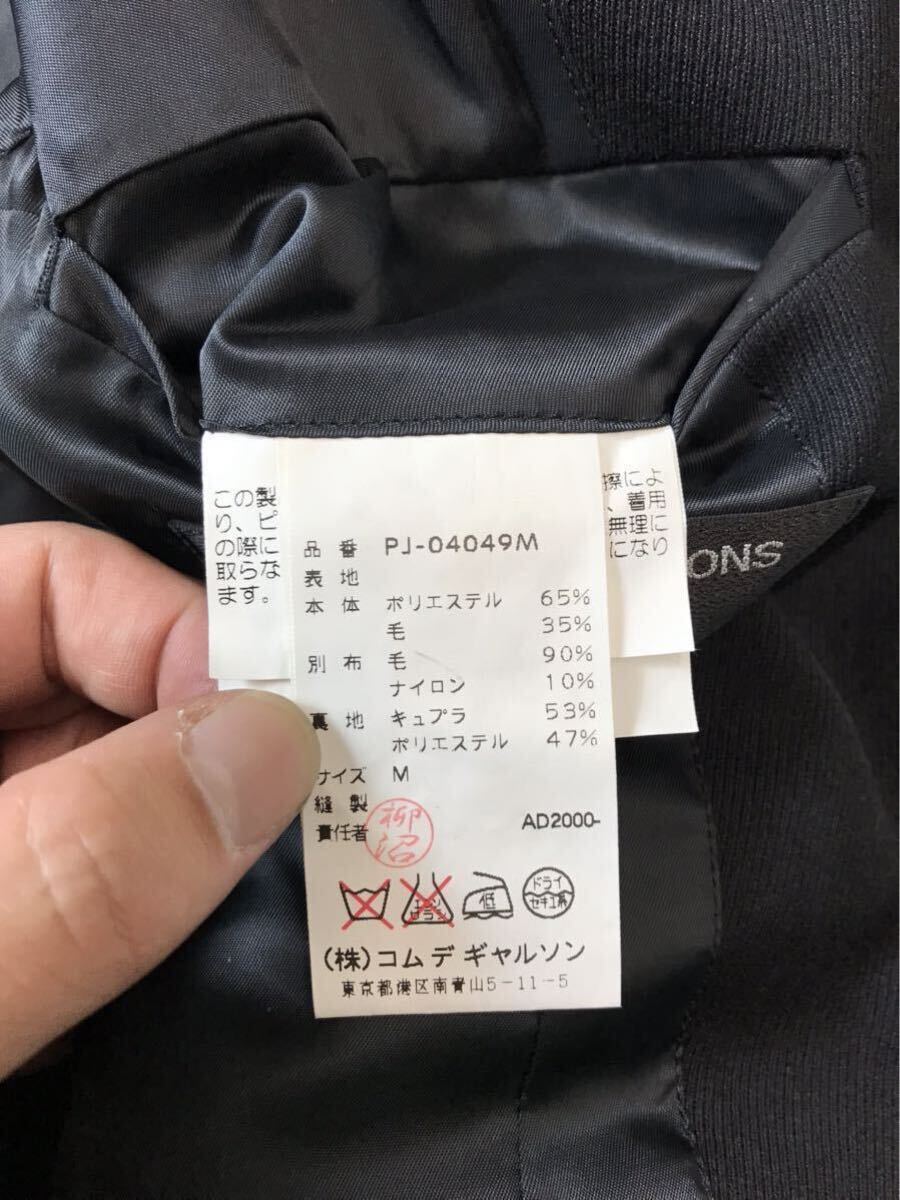 この製
り、ピ
の際に
取らな
ます。
擦によ
、着用
無理に
になり
ONS
品番 PJ-04049M
表地
本体 ポリエステル 65%
毛 35%
別布 毛 90%
ナイロン 10%
裏地 キュプラ 53%
ポリエステル 47%
サイズ M
縫製
責任者 柳沼
AD2000-
低
ドライ
セキユ系
(株)コム デ ギャルソン
東京都港区南青山5-11-5